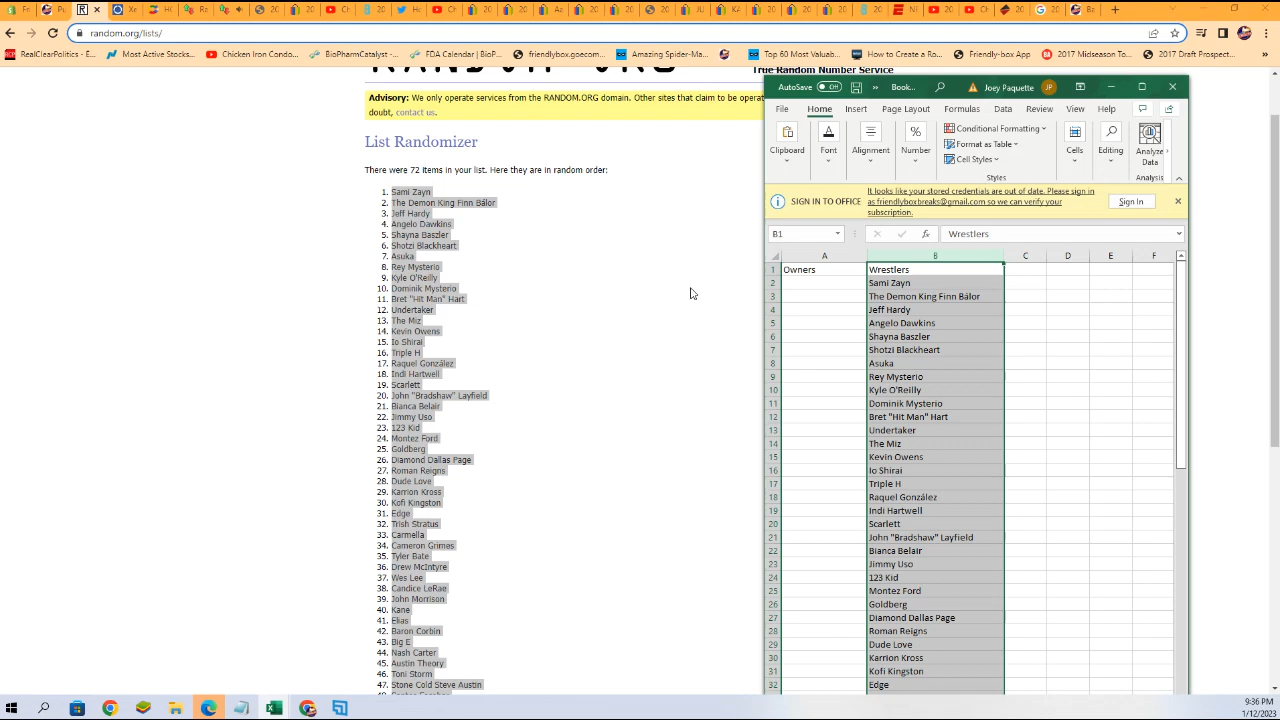 random.org/lists/
RealClearPolitics - E...
Most Active Stocks...
Chicken Iron Condo...
BioPharmCatalyst -...
FDA Calendar | BioP...
friendlybox.goecom...
Amazing Spider-Ma...
Top 60 Most Valuab...
How to Create a Ro...
Friendly-box App
2017 Midseason To...
2017 Draft Prospect...
True Random Number Service
Advisory: We only operate services from the RANDOM.ORG domain. Other sites that claim to be operat
doubt, contact us.
List Randomizer
There were 72 items in your list. Here they are in random order:
1. Sami Zayn
2. The Demon King Finn Bálor
3. Jeff Hardy
4. Angelo Dawkins
5. Shayna Baszler
6. Shotzi Blackheart
7. Asuka
8. Rey Mysterio
9. Kyle O'Reilly
10. Dominik Mysterio
11. Bret "Hit Man" Hart
12. Undertaker
13. The Miz
14. Kevin Owens
15. Io Shirai
16. Triple H
17. Raquel González
18. Indi Hartwell
19. Scarlett
20. John "Bradshaw" Layfield
21. Bianca Belair
22. Jimmy Uso
23. 123 Kid
24. Montez Ford
25. Goldberg
26. Diamond Dallas Page
27. Roman Reigns
28. Dude Love
29. Karrion Kross
30. Kofi Kingston
31. Edge
32. Trish Stratus
33. Carmella
34. Cameron Grimes
35. Tyler Bate
36. Drew McIntyre
37. Wes Lee
38. Candice LeRae
39. John Morrison
40. Kane
41. Elias
42. Baron Corbin
43. Big E
44. Nash Carter
45. Austin Theory
46. Toni Storm
47. Stone Cold Steve Austin
AutoSave Off Book... Joey Paquette JP
File Home Insert Page Layout Formulas Data Review View Help
Clipboard Font Alignment Number
Conditional Formatting
Format as Table
Cell Styles
Styles
Cells Editing Analyze Data
Analysis
SIGN IN TO OFFICE
It looks like your stored credentials are out of date. Please sign in
as friendlyboxbreaks@gmail.com so we can verify your
subscription.
Sign In
B1 fx Wrestlers
A B C D E F
1 Owners Wrestlers
2 Sami Zayn
3 The Demon King Finn Bálor
4 Jeff Hardy
5 Angelo Dawkins
6 Shayna Baszler
7 Shotzi Blackheart
8 Asuka
9 Rey Mysterio
10 Kyle O'Reilly
11 Dominik Mysterio
12 Bret "Hit Man" Hart
13 Undertaker
14 The Miz
15 Kevin Owens
16 Io Shirai
17 Triple H
18 Raquel González
19 Indi Hartwell
20 Scarlett
21 John "Bradshaw" Layfield
22 Bianca Belair
23 Jimmy Uso
24 123 Kid
25 Montez Ford
26 Goldberg
27 Diamond Dallas Page
28 Roman Reigns
29 Dude Love
30 Karrion Kross
31 Kofi Kingston
32 Edge
9:36 PM
1/12/2023